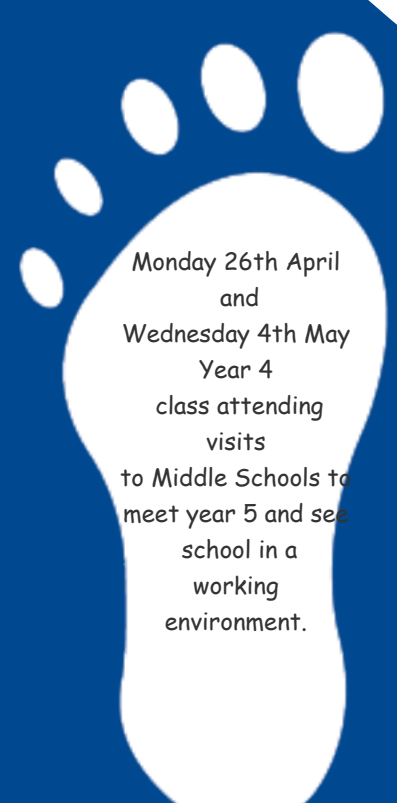 Monday 26th April
and
Wednesday 4th May
Year 4
class attending
visits
to Middle Schools to
meet year 5 and see
school in a
working
environment.